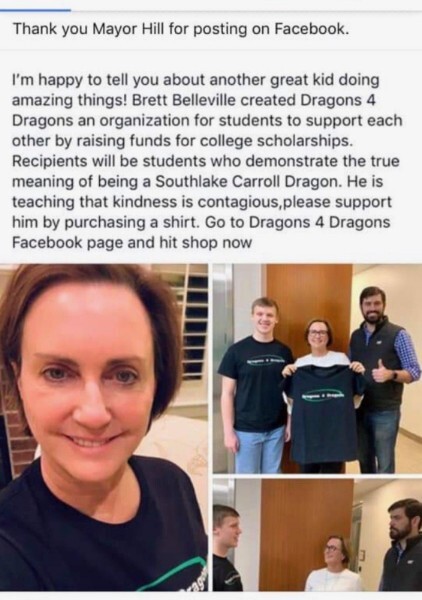 Thank you Mayor Hill for posting on Facebook.
I'm happy to tell you about another great kid doing
amazing things! Brett Belleville created Dragons 4
Dragons an organization for students to support each
other by raising funds for college scholarships.
Recipients will be students who demonstrate the true
meaning of being a Southlake Carroll Dragon. He is
teaching that kindness is contagious,please support
him by purchasing a shirt. Go to Dragons 4 Dragons
Facebook page and hit shop now
Dragons 4 Dragons
Dragons 4 Dragons